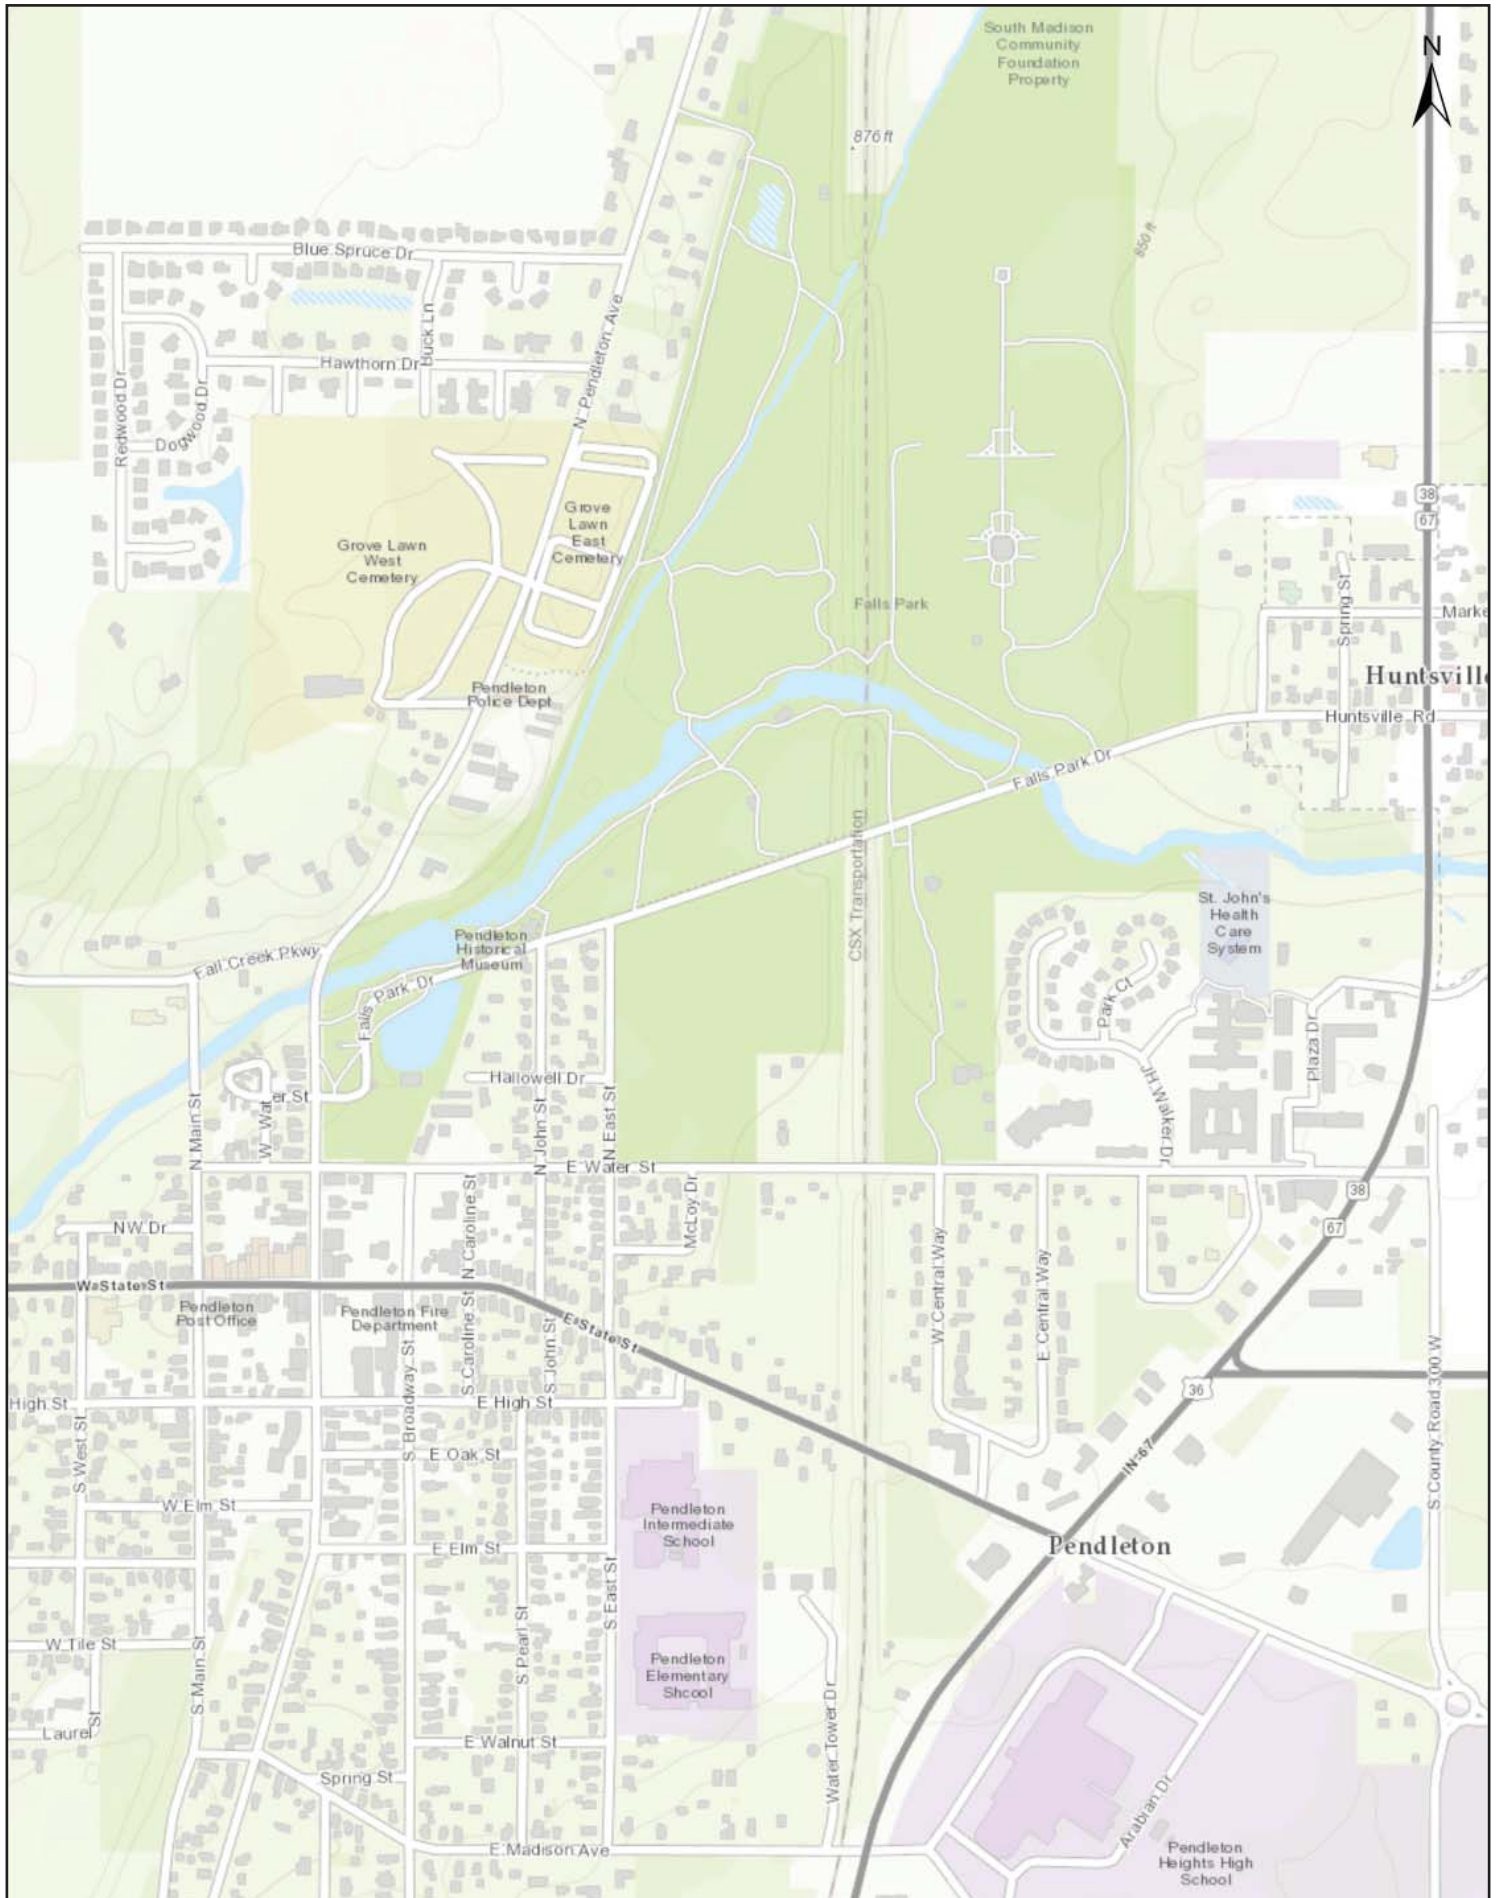 South Madison
Community
Foundation
Property
N
876 ft
850 ft
Blue Spruce Dr
Buck Ln
N Pendleton Ave
Hawthorn Dr
Redwood Dr
Dogwood Dr
38
67
Grove
Lawn
East
Cemetery
Grove Lawn
West
Cemetery
Falls Park
Spring St
Marke
Huntsville
Pendleton
Police Dept
Huntsville Rd
Falls Park Dr
CSX Transportation
St. John's
Health
Care
System
Pendleton
Historical
Museum
Fall Creek Pkwy
Falls Park Dr
Park Ct
Plaza Dr
Hallowell Dr
JH Walker Dr
W Water St
N Main St
N John St
N East St
E Water St
38
67
NW Dr
N Caroline St
McLoy Dr
W Central Way
E Central Way
W State St
Pendleton
Post Office
Pendleton Fire
Department
E State St
S Caroline St
S John St
S Broadway St
36
S County Road 300 W
High St
E High St
S West St
E Oak St
IN-67
W Elm St
Pendleton
Intermediate
School
E Elm St
Pendleton
S East St
W Tile St
S Main St
S Pearl St
Pendleton
Elementary
Shcool
Laurel St
E Walnut St
Water Tower Dr
Spring St
E Madison Ave
Arabian Dr
Pendleton
Heights High
School